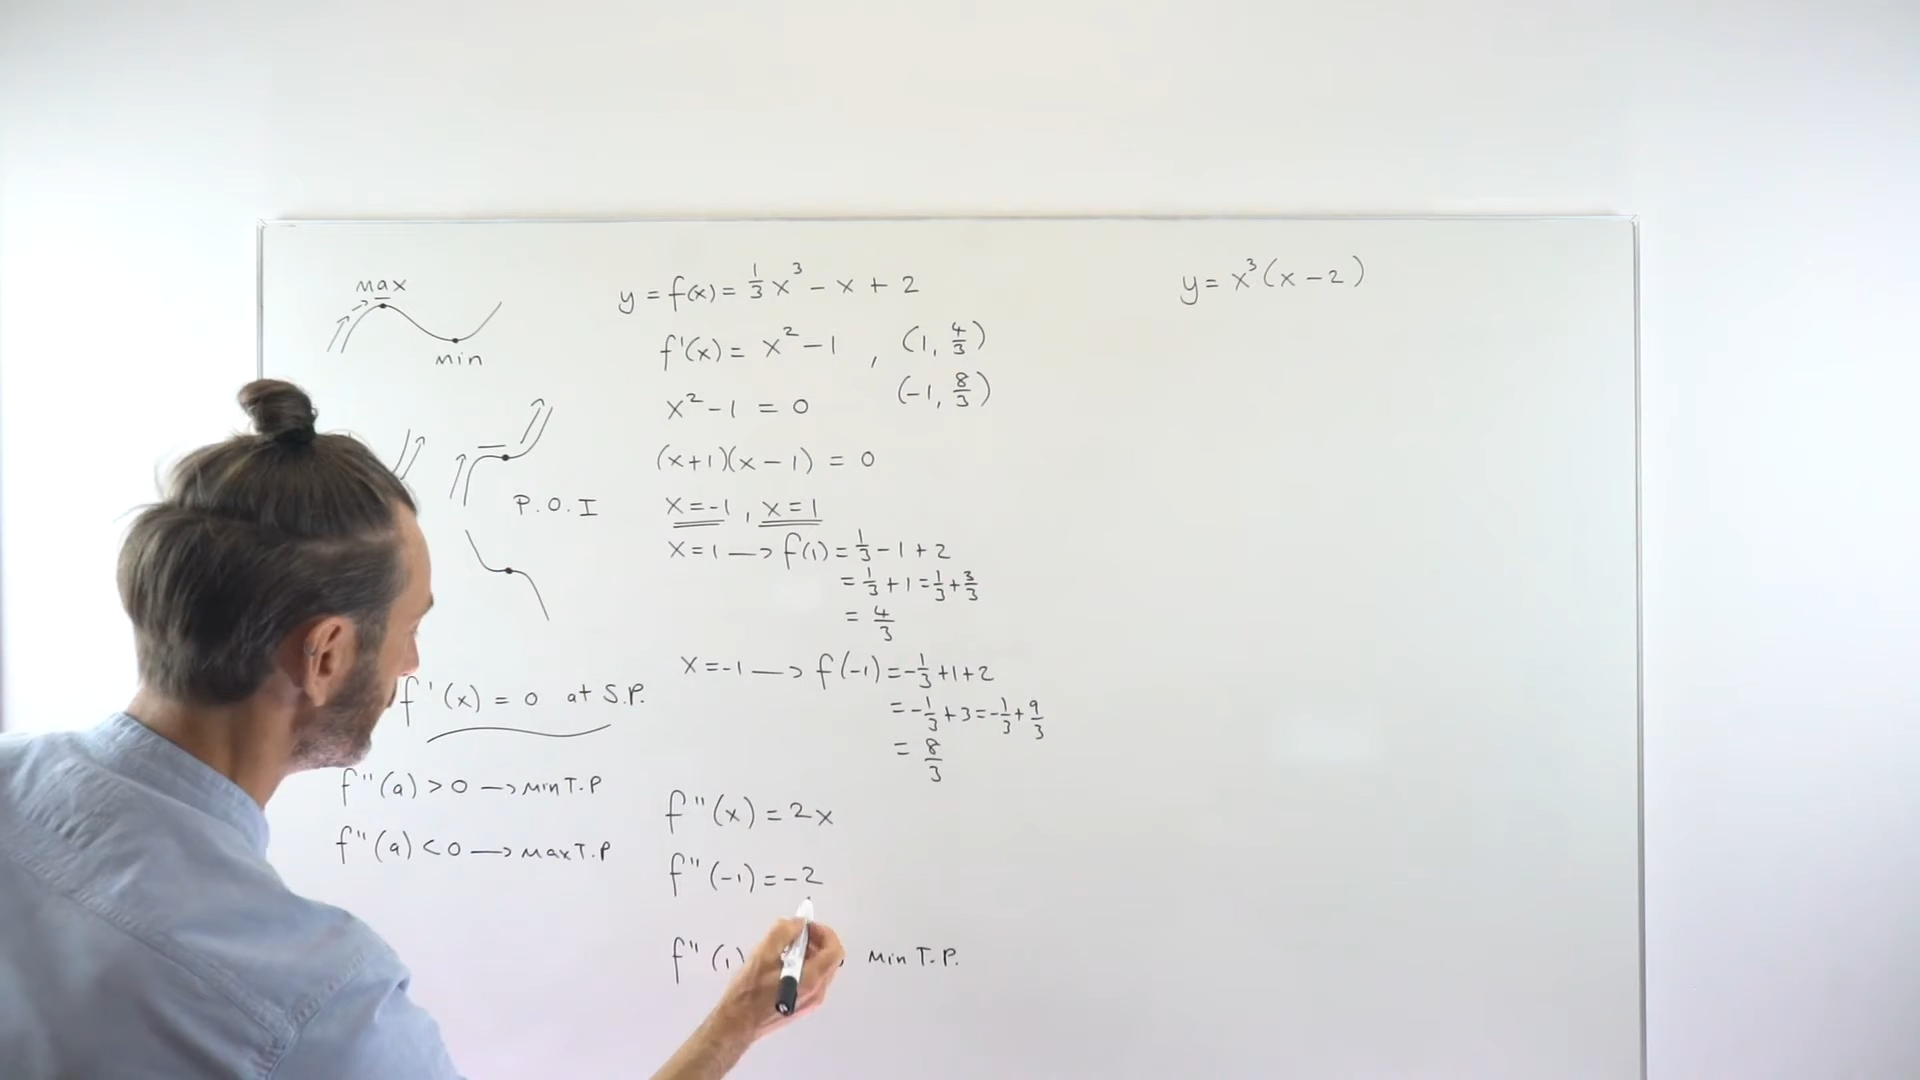 max
min
P.O.I
f'(x) = 0 at S.P.
f"(a) > 0 → min T.P
f"(a) < 0 → max T.P
y = f(x) = 1/3 x³ - x + 2
f'(x) = x² - 1 , (1, 4/3)
(-1, 8/3)
x² - 1 = 0
(x+1)(x-1) = 0
x = -1 , x = 1
x = 1 → f(1) = 1/3 - 1 + 2
= 1/3 + 1 = 1/3 + 3/3
= 4/3
x = -1 → f(-1) = -1/3 + 1 + 2
= -1/3 + 3 = -1/3 + 9/3
= 8/3
f"(x) = 2x
f"(-1) = -2
f"(1) , min T.P.
y = x³(x-2)